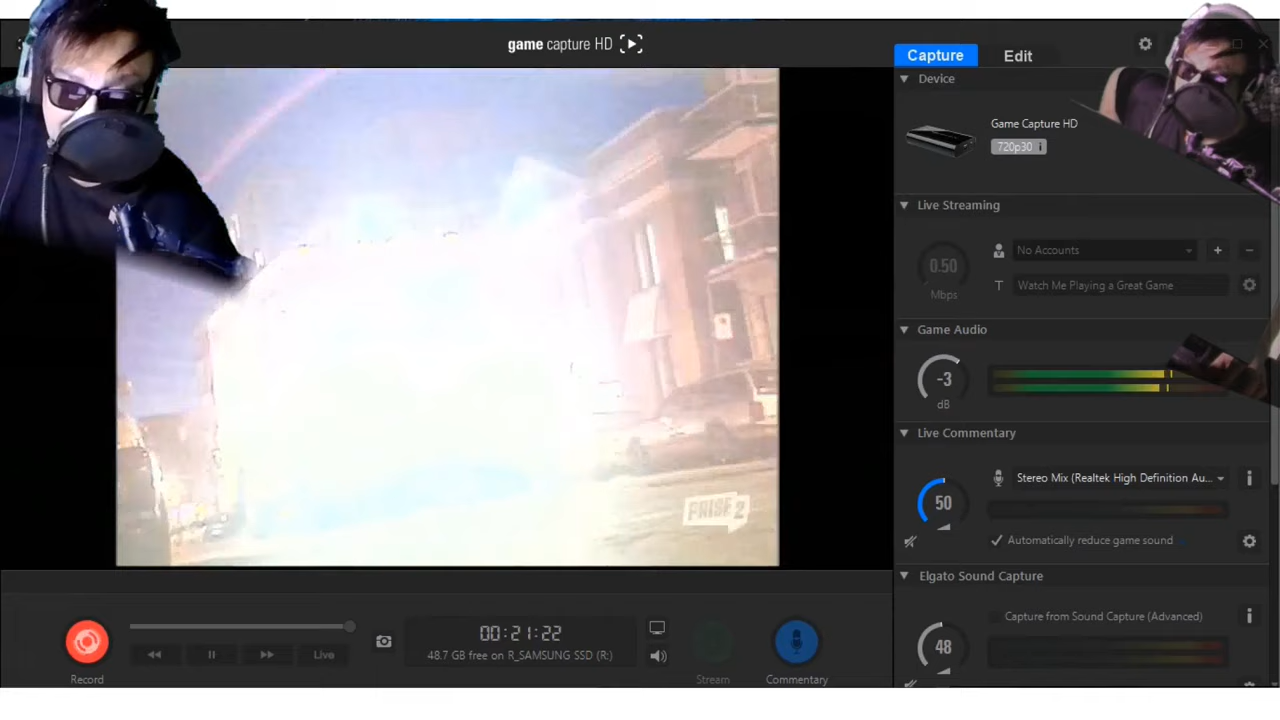 game capture HD
Capture
Edit
Device
Game Capture HD
720p30 i
Live Streaming
0.50
Mbps
No Accounts
T
Watch Me Playing a Great Game
Game Audio
-3
dB
Live Commentary
50
Stereo Mix (Realtek High Definition Au...
Automatically reduce game sound
PRISE 2
Elgato Sound Capture
Capture from Sound Capture (Advanced)
48
Live
00:21:22
48.7 GB free on R_SAMSUNG SSD (R:)
Record
Stream
Commentary